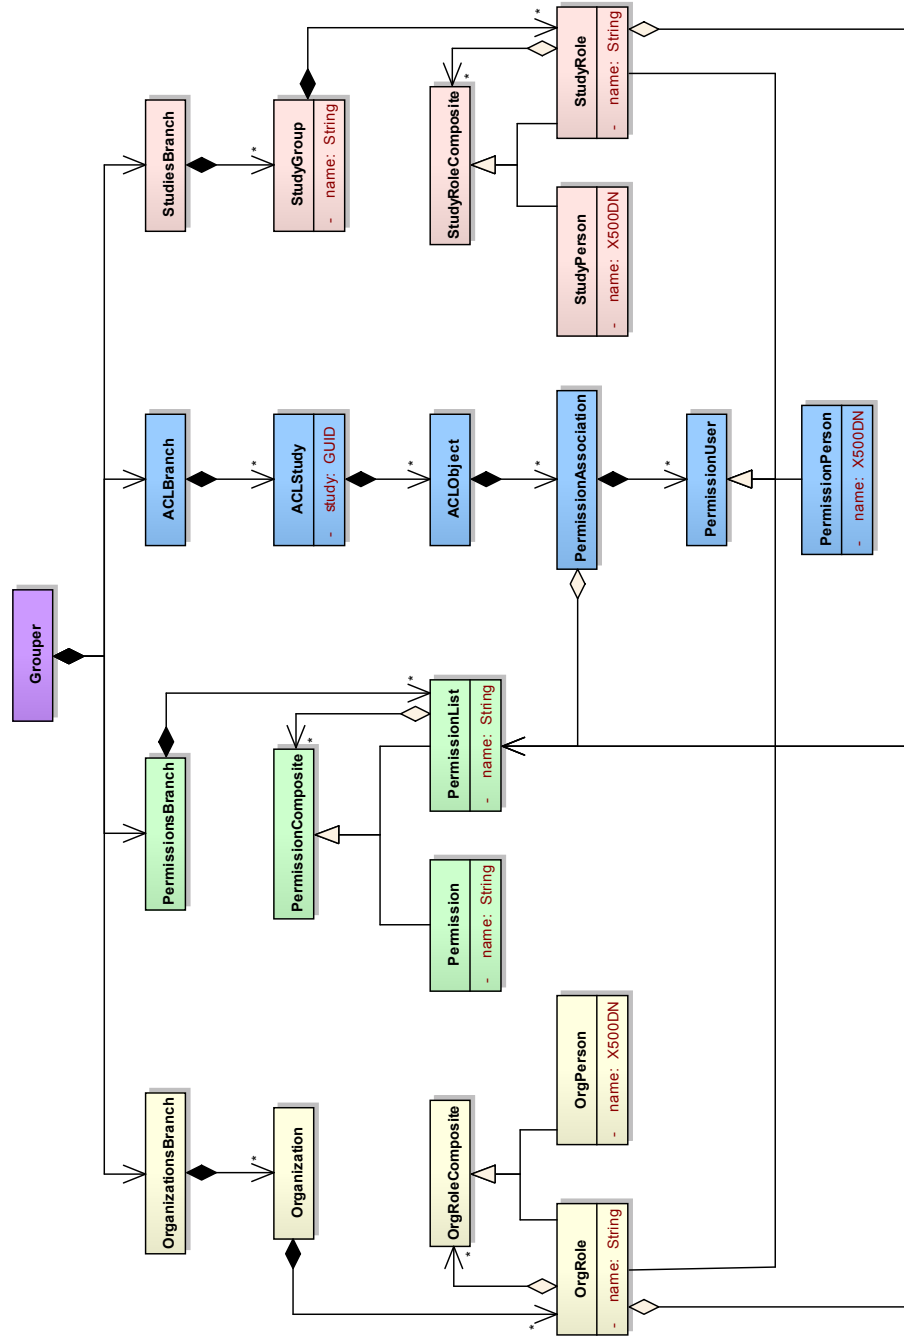 Grouper
OrganizationsBranch
PermissionsBranch
ACLBranch
StudiesBranch
*
Organization
*
PermissionComposite
*
ACLStudy
- study: GUID
*
StudyGroup
- name: String
*
OrgRoleComposite
*
Permission
- name: String
*
PermissionList
- name: String
*
ACLObject
*
StudyRoleComposite
*
OrgRole
- name: String
OrgPerson
- name: X500DN
*
PermissionAssociation
StudyPerson
- name: X500DN
*
StudyRole
- name: String
*
PermissionUser
PermissionPerson
- name: X500DN